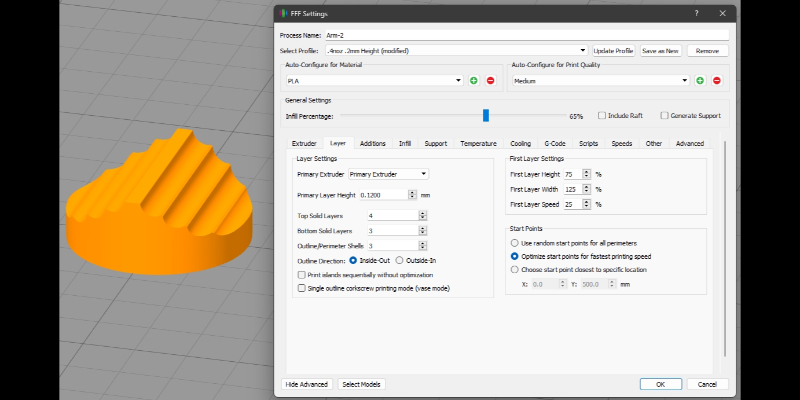 FFF Settings
Process Name: Arm-2
Select Profile: .4noz .2mm Height (modified) Update Profile Save as New Remove
Auto-Configure for Material Auto-Configure for Print Quality
PLA Medium
General Settings
Infill Percentage: 65% Include Raft Generate Support
Extruder Layer Additions Infill Support Temperature Cooling G-Code Scripts Speeds Other Advanced
Layer Settings
Primary Extruder Primary Extruder
Primary Layer Height 0.1200 mm
Top Solid Layers 4
Bottom Solid Layers 3
Outline/Perimeter Shells 3
Outline Direction: Inside-Out Outside-In
Print islands sequentially without optimization
Single outline corkscrew printing mode (vase mode)
First Layer Settings
First Layer Height 75 %
First Layer Width 125 %
First Layer Speed 25 %
Start Points
Use random start points for all perimeters
Optimize start points for fastest printing speed
Choose start point closest to specific location
X: 0.0 Y: 500.0 mm
Hide Advanced Select Models OK Cancel